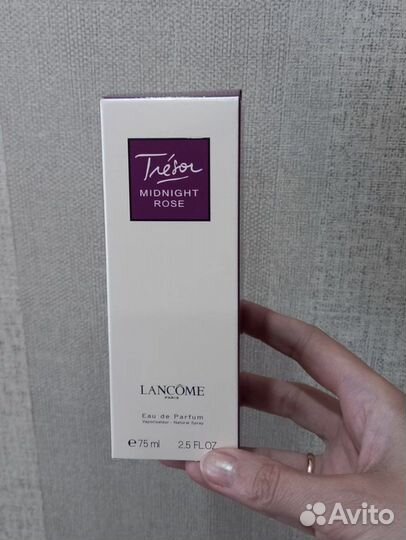 Trésor
MIDNIGHT
ROSE
LANCÔME
PARIS
Eau de Parfum
Vaporisateur - Natural Spray
℮ 75 ml 2.5 FL.OZ
Avito